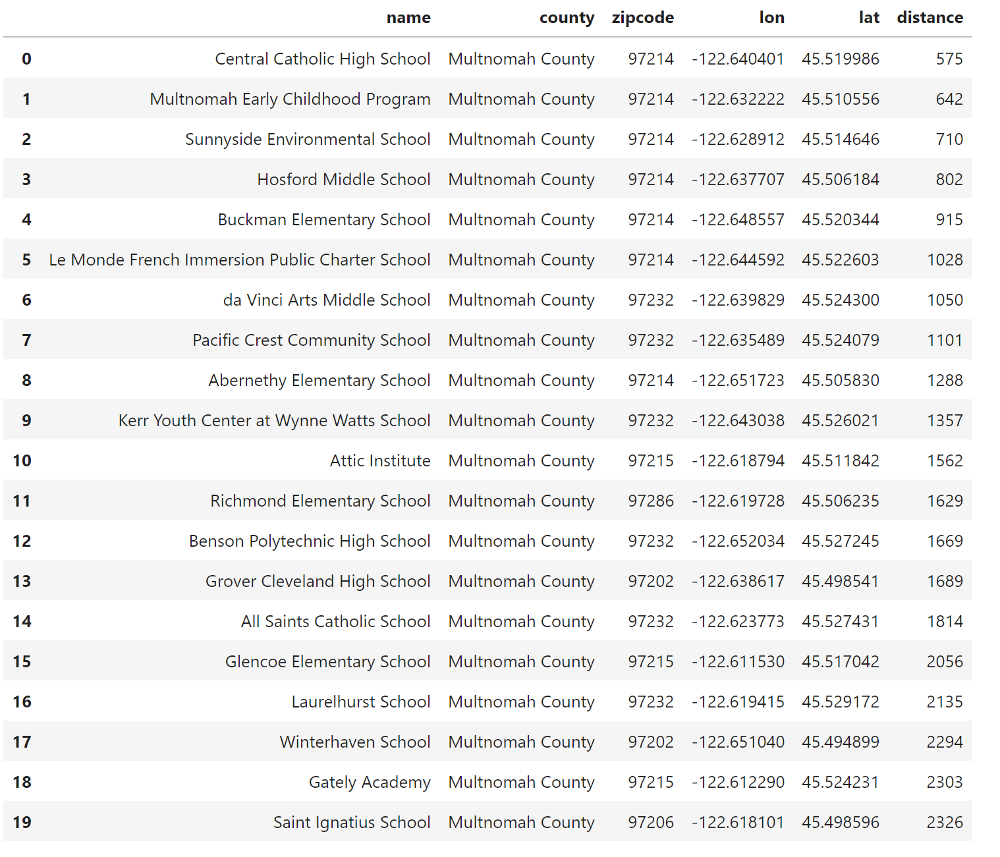 name county zipcode lon lat distance
0 Central Catholic High School Multnomah County 97214 -122.640401 45.519986 575
1 Multnomah Early Childhood Program Multnomah County 97214 -122.632222 45.510556 642
2 Sunnyside Environmental School Multnomah County 97214 -122.628912 45.514646 710
3 Hosford Middle School Multnomah County 97214 -122.637707 45.506184 802
4 Buckman Elementary School Multnomah County 97214 -122.648557 45.520344 915
5 Le Monde French Immersion Public Charter School Multnomah County 97214 -122.644592 45.522603 1028
6 da Vinci Arts Middle School Multnomah County 97232 -122.639829 45.524300 1050
7 Pacific Crest Community School Multnomah County 97232 -122.635489 45.524079 1101
8 Abernethy Elementary School Multnomah County 97214 -122.651723 45.505830 1288
9 Kerr Youth Center at Wynne Watts School Multnomah County 97232 -122.643038 45.526021 1357
10 Attic Institute Multnomah County 97215 -122.618794 45.511842 1562
11 Richmond Elementary School Multnomah County 97286 -122.619728 45.506235 1629
12 Benson Polytechnic High School Multnomah County 97232 -122.652034 45.527245 1669
13 Grover Cleveland High School Multnomah County 97202 -122.638617 45.498541 1689
14 All Saints Catholic School Multnomah County 97232 -122.623773 45.527431 1814
15 Glencoe Elementary School Multnomah County 97215 -122.611530 45.517042 2056
16 Laurelhurst School Multnomah County 97232 -122.619415 45.529172 2135
17 Winterhaven School Multnomah County 97202 -122.651040 45.494899 2294
18 Gately Academy Multnomah County 97215 -122.612290 45.524231 2303
19 Saint Ignatius School Multnomah County 97206 -122.618101 45.498596 2326